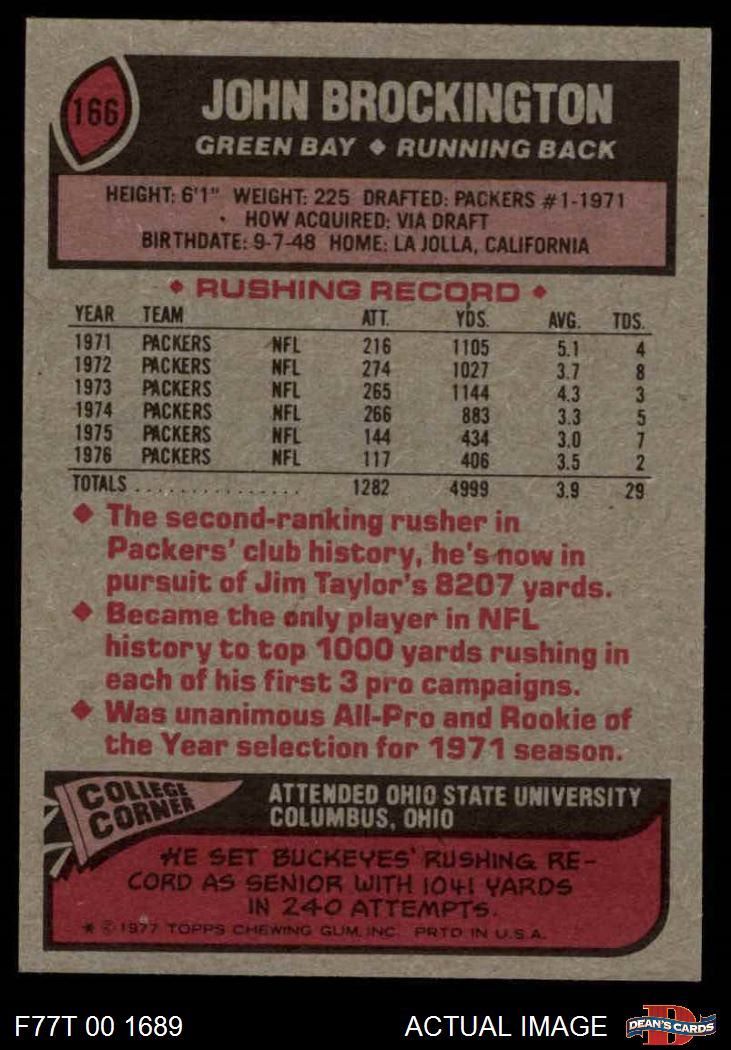 166
JOHN BROCKINGTON
GREEN BAY ◆ RUNNING BACK
HEIGHT: 6'1" WEIGHT: 225 DRAFTED: PACKERS #1-1971
HOW ACQUIRED: VIA DRAFT
BIRTHDATE: 9-7-48 HOME: LA JOLLA, CALIFORNIA
◆ RUSHING RECORD ◆
YEAR TEAM ATT. YDS. AVG. TDS.
1971 PACKERS NFL 216 1105 5.1 4
1972 PACKERS NFL 274 1027 3.7 8
1973 PACKERS NFL 265 1144 4.3 3
1974 PACKERS NFL 266 883 3.3 5
1975 PACKERS NFL 144 434 3.0 7
1976 PACKERS NFL 117 406 3.5 2
TOTALS ................ 1282 4999 3.9 29
◆ The second-ranking rusher in
Packers' club history, he's now in
pursuit of Jim Taylor's 8207 yards.
◆ Became the only player in NFL
history to top 1000 yards rushing in
each of his first 3 pro campaigns.
◆ Was unanimous All-Pro and Rookie of
the Year selection for 1971 season.
COLLEGE
CORNER
ATTENDED OHIO STATE UNIVERSITY
COLUMBUS, OHIO
HE SET BUCKEYES' RUSHING RE-
CORD AS SENIOR WITH 1041 YARDS
IN 240 ATTEMPTS.
* © 1977 TOPPS CHEWING GUM, INC. PRTD IN U.S.A.
F77T 00 1689 ACTUAL IMAGE DEAN'S CARDS